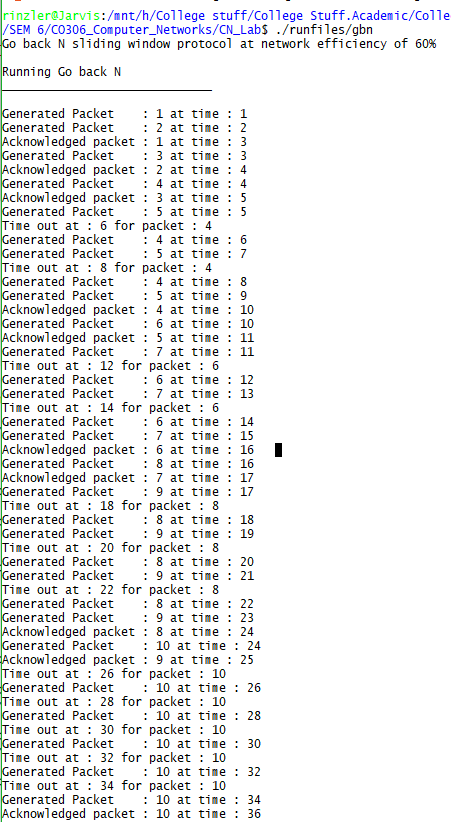 rinzler@Jarvis:/mnt/h/College stuff/College Stuff.Academic/Colle
/SEM 6/CO306_Computer_Networks/CN_Lab$ ./runfiles/gbn
Go back N sliding window protocol at network efficiency of 60%
Running Go back N
______________________________
Generated Packet    : 1 at time : 1
Generated Packet    : 2 at time : 2
Acknowledged packet : 1 at time : 3
Generated Packet    : 3 at time : 3
Acknowledged packet : 2 at time : 4
Generated Packet    : 4 at time : 4
Acknowledged packet : 3 at time : 5
Generated Packet    : 5 at time : 5
Time out at : 6 for packet : 4
Generated Packet    : 4 at time : 6
Generated Packet    : 5 at time : 7
Time out at : 8 for packet : 4
Generated Packet    : 4 at time : 8
Generated Packet    : 5 at time : 9
Acknowledged packet : 4 at time : 10
Generated Packet    : 6 at time : 10
Acknowledged packet : 5 at time : 11
Generated Packet    : 7 at time : 11
Time out at : 12 for packet : 6
Generated Packet    : 6 at time : 12
Generated Packet    : 7 at time : 13
Time out at : 14 for packet : 6
Generated Packet    : 6 at time : 14
Generated Packet    : 7 at time : 15
Acknowledged packet : 6 at time : 16
Generated Packet    : 8 at time : 16
Acknowledged packet : 7 at time : 17
Generated Packet    : 9 at time : 17
Time out at : 18 for packet : 8
Generated Packet    : 8 at time : 18
Generated Packet    : 9 at time : 19
Time out at : 20 for packet : 8
Generated Packet    : 8 at time : 20
Generated Packet    : 9 at time : 21
Time out at : 22 for packet : 8
Generated Packet    : 8 at time : 22
Generated Packet    : 9 at time : 23
Acknowledged packet : 8 at time : 24
Generated Packet    : 10 at time : 24
Acknowledged packet : 9 at time : 25
Time out at : 26 for packet : 10
Generated Packet    : 10 at time : 26
Time out at : 28 for packet : 10
Generated Packet    : 10 at time : 28
Time out at : 30 for packet : 10
Generated Packet    : 10 at time : 30
Time out at : 32 for packet : 10
Generated Packet    : 10 at time : 32
Time out at : 34 for packet : 10
Generated Packet    : 10 at time : 34
Acknowledged packet : 10 at time : 36